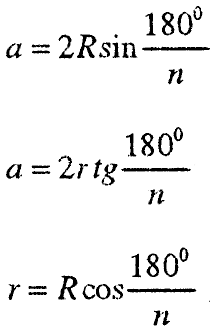 a = 2R sin 180⁰/n
a = 2r tg 180⁰/n
r = R cos 180⁰/n